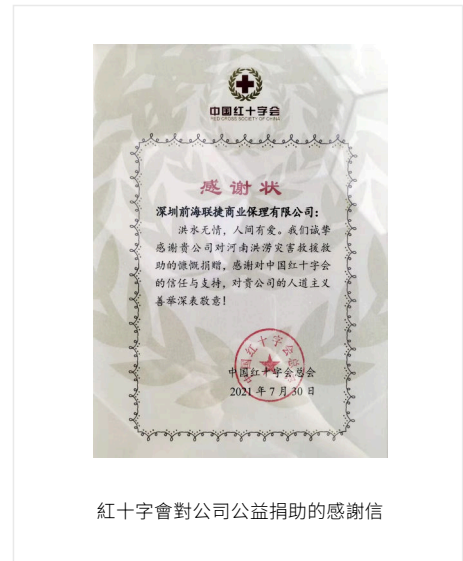 中国红十字会
RED CROSS SOCIETY OF CHINA
感谢状
深圳前海联捷商业保理有限公司：
洪水无情，人间有爱。我们诚挚
感谢贵公司对河南洪涝灾害救援救
助的慷慨捐赠，感谢对中国红十字会
的信任与支持，对贵公司的人道主义
善举深表敬意！
中国红十字会总会
2021年7月30日
紅十字會對公司公益捐助的感謝信